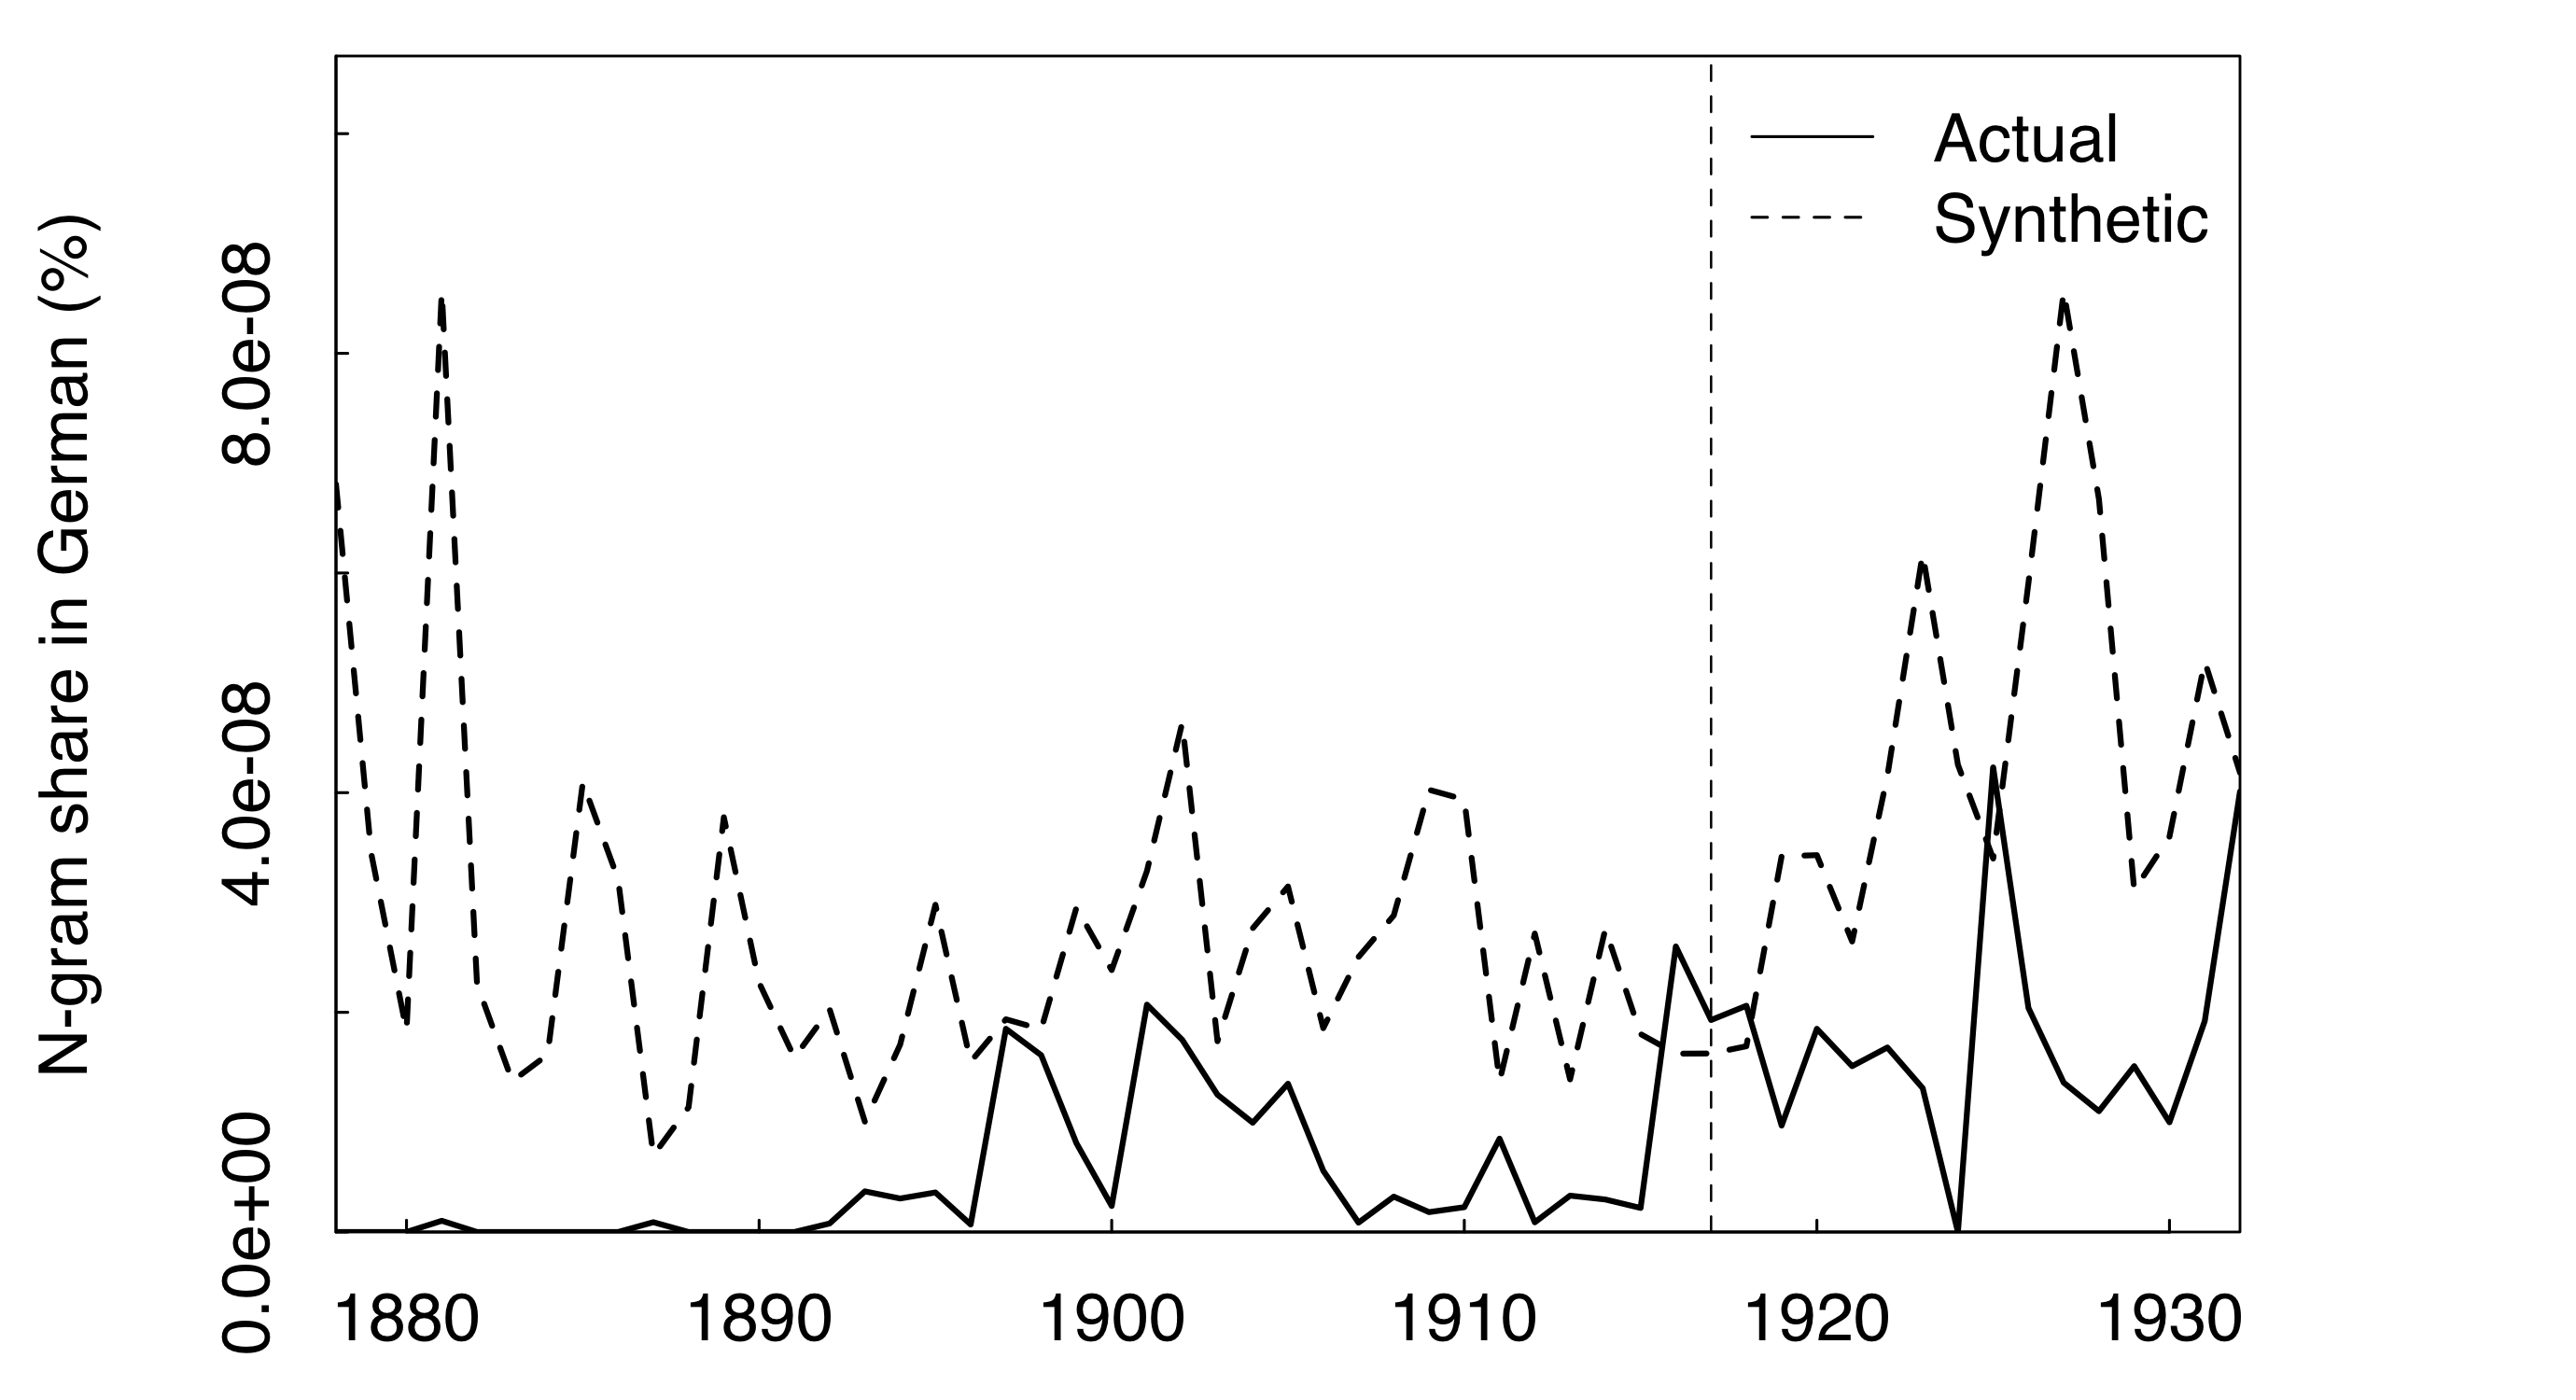 N-gram share in German (%)
8.0e-08
4.0e-08
0.0e+00
Actual
Synthetic
1880 1890 1900 1910 1920 1930